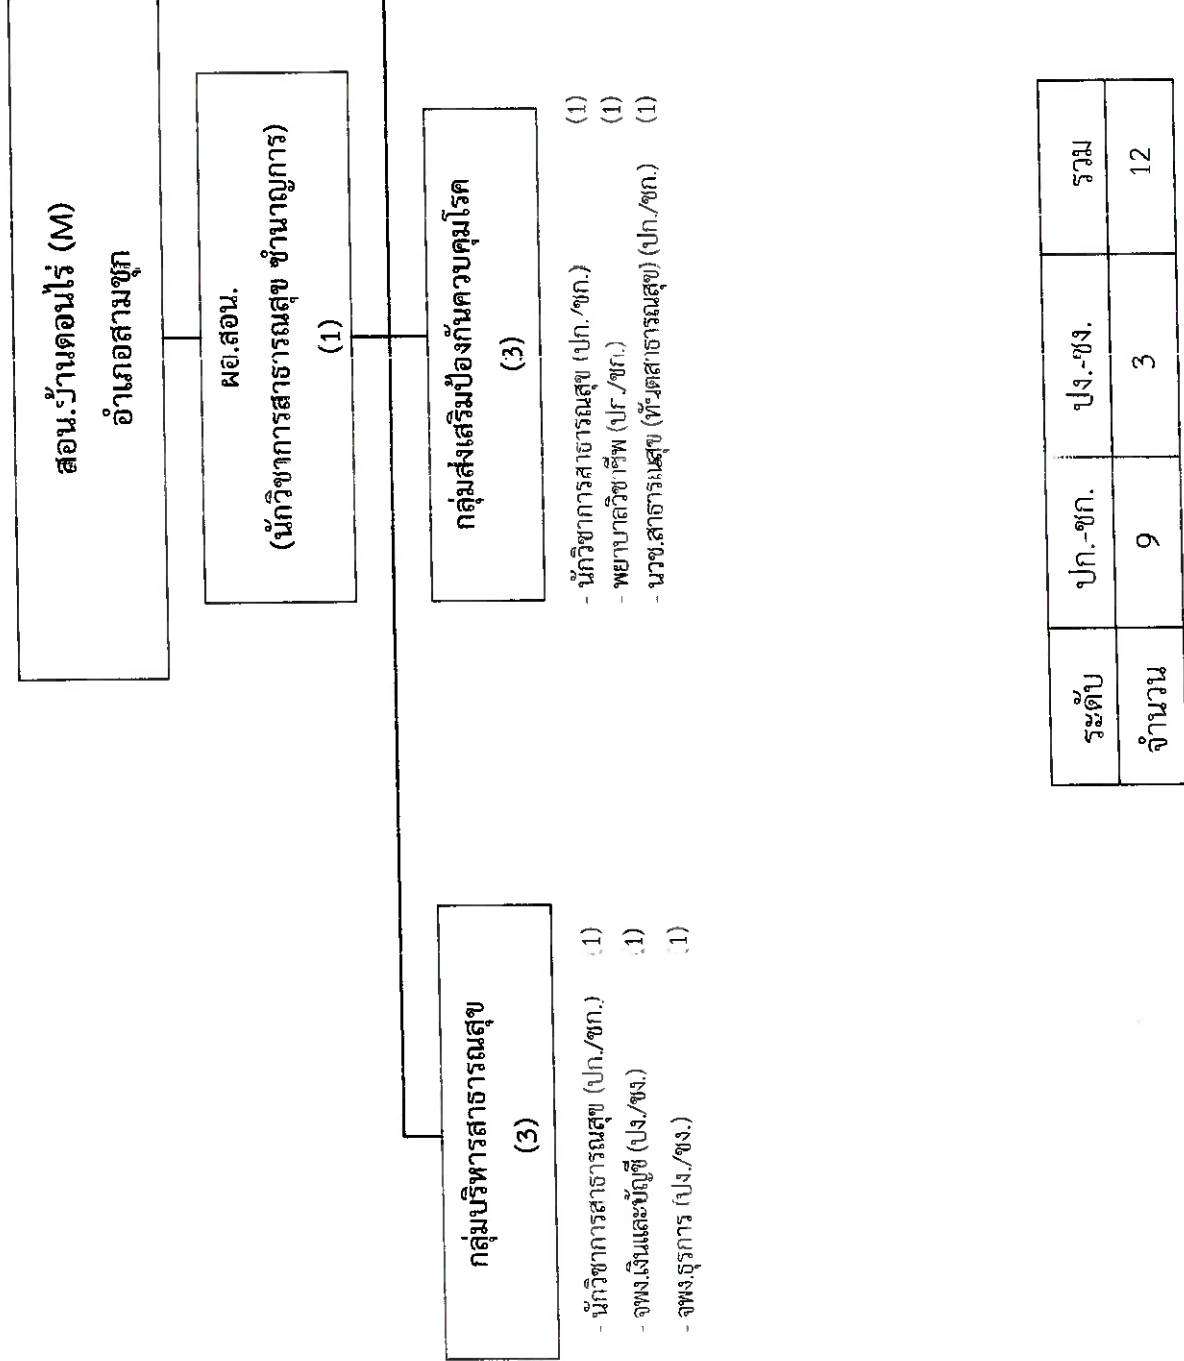 สอน.บ้านดอนไร่ (M)
อำเภอสามชุก
ผอ.สอน.
(นักวิชาการสาธารณสุข ชำนาญการ)
(1)
กลุ่มบริหารสาธารณสุข
(3)
- นักวิชาการสาธารณสุข (ปก./ชก.) (1)
- จพง.เงินและบัญชี (ปง./ชง.) (1)
- จพง.ธุรการ (ปง./ชง.) (1)
กลุ่มส่งเสริมป้องกันควบคุมโรค
(3)
- นักวิชาการสาธารณสุข (ปก./ชก.) (1)
- พยาบาลวิชาชีพ (ปก./ชก.) (1)
- นวช.สาธารณสุข (ทันตสาธารณสุข) (ปก./ชก.) (1)
ระดับ ปก.-ชก. ปง.-ชง. รวม
จำนวน 9 3 12